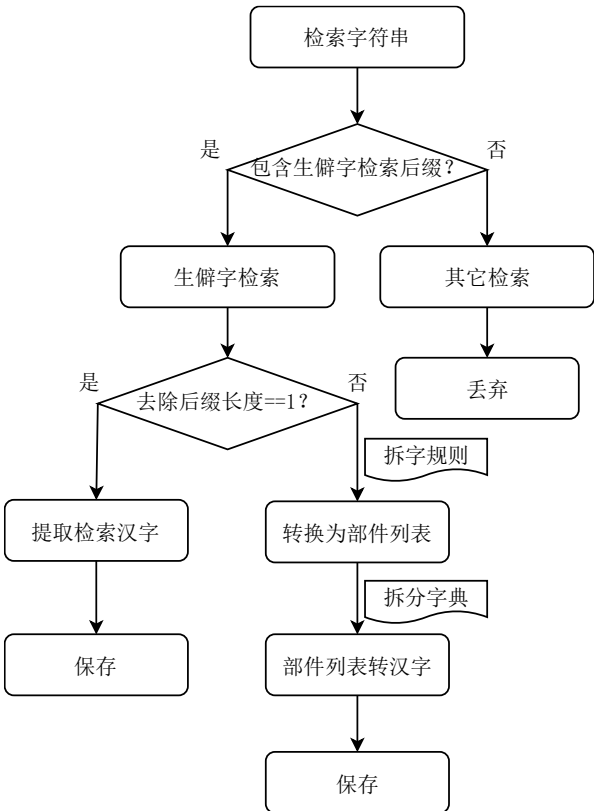 检索字符串
是
否
包含生僻字检索后缀？
生僻字检索
其它检索
是
否
去除后缀长度==1？
丢弃
拆字规则
提取检索汉字
转换为部件列表
拆分字典
保存
部件列表转汉字
保存